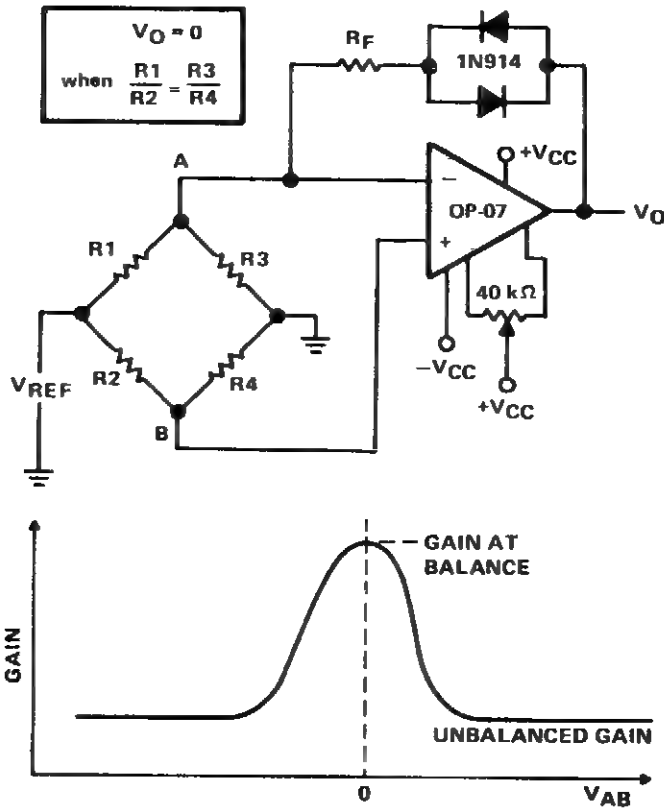 VO = 0
when R1/R2 = R3/R4
RF
1N914
A
+VCC
−
OP-07
VO
+
R1
R3
40 kΩ
R2
R4
VREF
−VCC
+VCC
B
GAIN AT
BALANCE
GAIN
UNBALANCED GAIN
0
VAB